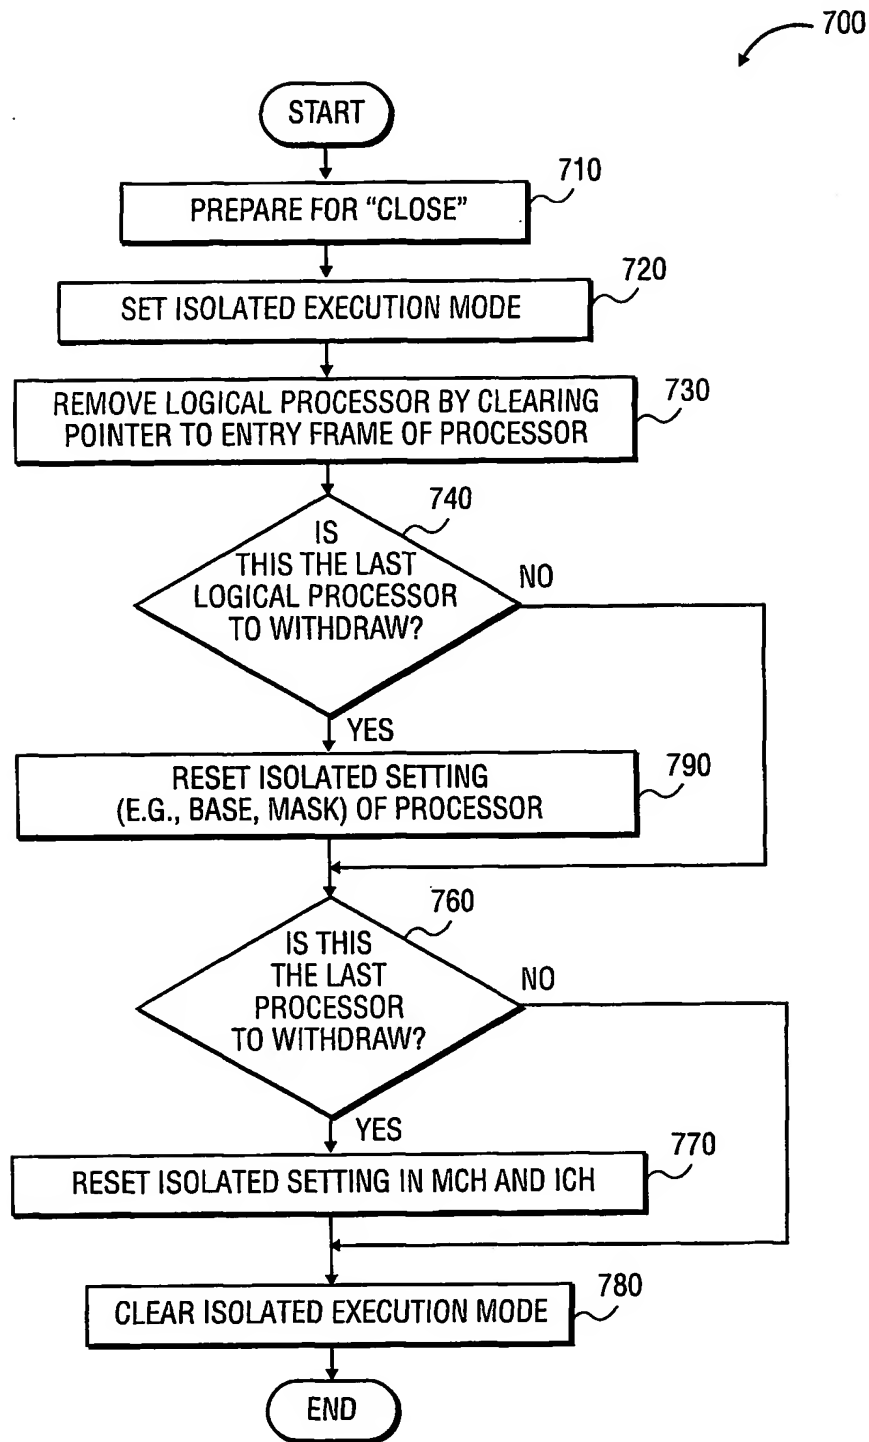 700
START
710
PREPARE FOR “CLOSE”
720
SET ISOLATED EXECUTION MODE
730
REMOVE LOGICAL PROCESSOR BY CLEARING
POINTER TO ENTRY FRAME OF PROCESSOR
740
IS
THIS THE LAST
LOGICAL PROCESSOR
TO WITHDRAW?
NO
YES
790
RESET ISOLATED SETTING
(E.G., BASE, MASK) OF PROCESSOR
760
IS THIS
THE LAST
PROCESSOR
TO WITHDRAW?
NO
YES
770
RESET ISOLATED SETTING IN MCH AND ICH
780
CLEAR ISOLATED EXECUTION MODE
END